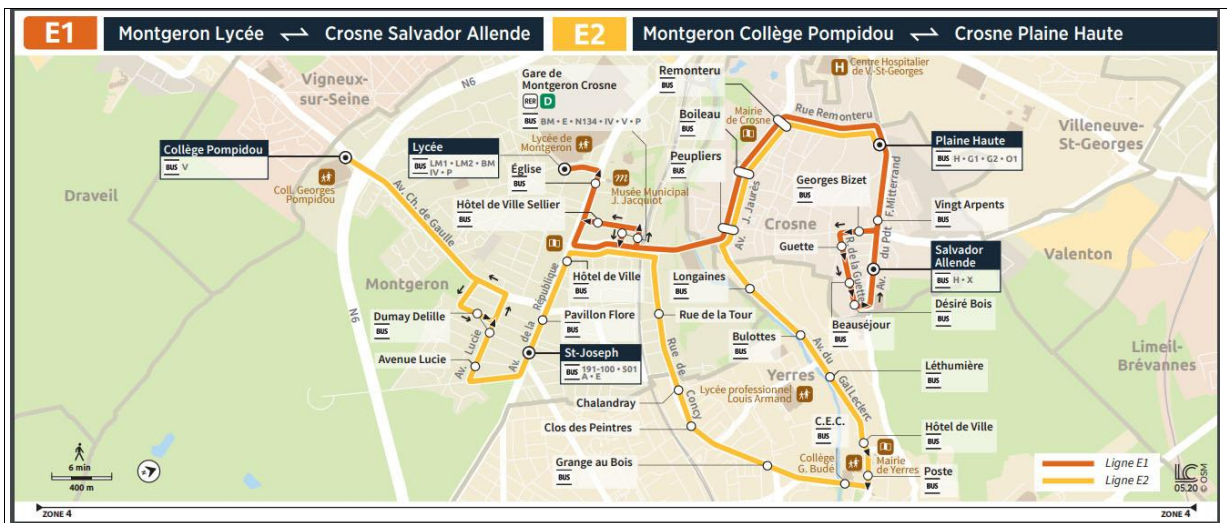 E1 Montgeron Lycée ⇌ Crosne Salvador Allende E2 Montgeron Collège Pompidou ⇌ Crosne Plaine Haute
Vigneux-
sur-Seine
N6
N6
Gare de
Montgeron Crosne
RER D
BUS BM • E • N134 • IV • V • P
Remonteru
BUS
H
Centre Hospitalier
de V.-St-Georges
Rue Remonteru
Villeneuve-
St-Georges
Collège Pompidou
BUS V
Coll. Georges
Pompidou
Draveil
Lycée
BUS LM1 • LM2 • BM
IV • P
Lycée de
Montgeron
Église
BUS
Musée Municipal
J. Jacquiot
Boileau
BUS
Mairie
de Crosne
Peupliers
BUS
Plaine Haute
BUS H • G1 • G2 • O1
Georges Bizet
BUS
Vingt Arpents
BUS
Hôtel de Ville Sellier
BUS
Av. J. Jaurès
Crosne
Guette
R. de la Guette
Av. du Pdt F. Mitterrand
Salvador
Allende
BUS H • X
Valenton
Av. Ch. de Gaulle
Montgeron
N6
Hôtel de Ville
BUS
Longaines
BUS
Désiré Bois
BUS
Beauséjour
BUS
Dumay Delille
BUS
Av. Lucie
Avenue Lucie
Av. de la République
Pavillon Flore
BUS
Rue de la Tour
Bulottes
BUS
Av. du Gal Leclerc
St-Joseph
BUS 191-100 • 501
A • E
Rue de Concy
Yerres
Léthumière
BUS
Limeil-
Brévannes
Lycée professionnel
Louis Armand
Chalandray
Clos des Peintres
C.E.C.
BUS
Hôtel de Ville
BUS
Grange au Bois
BUS
Collège
G. Budé
Mairie
de Yerres
Poste
BUS
6 min
400 m
Ligne E1
Ligne E2
LC
05.20 © OSM
ZONE 4 ZONE 4